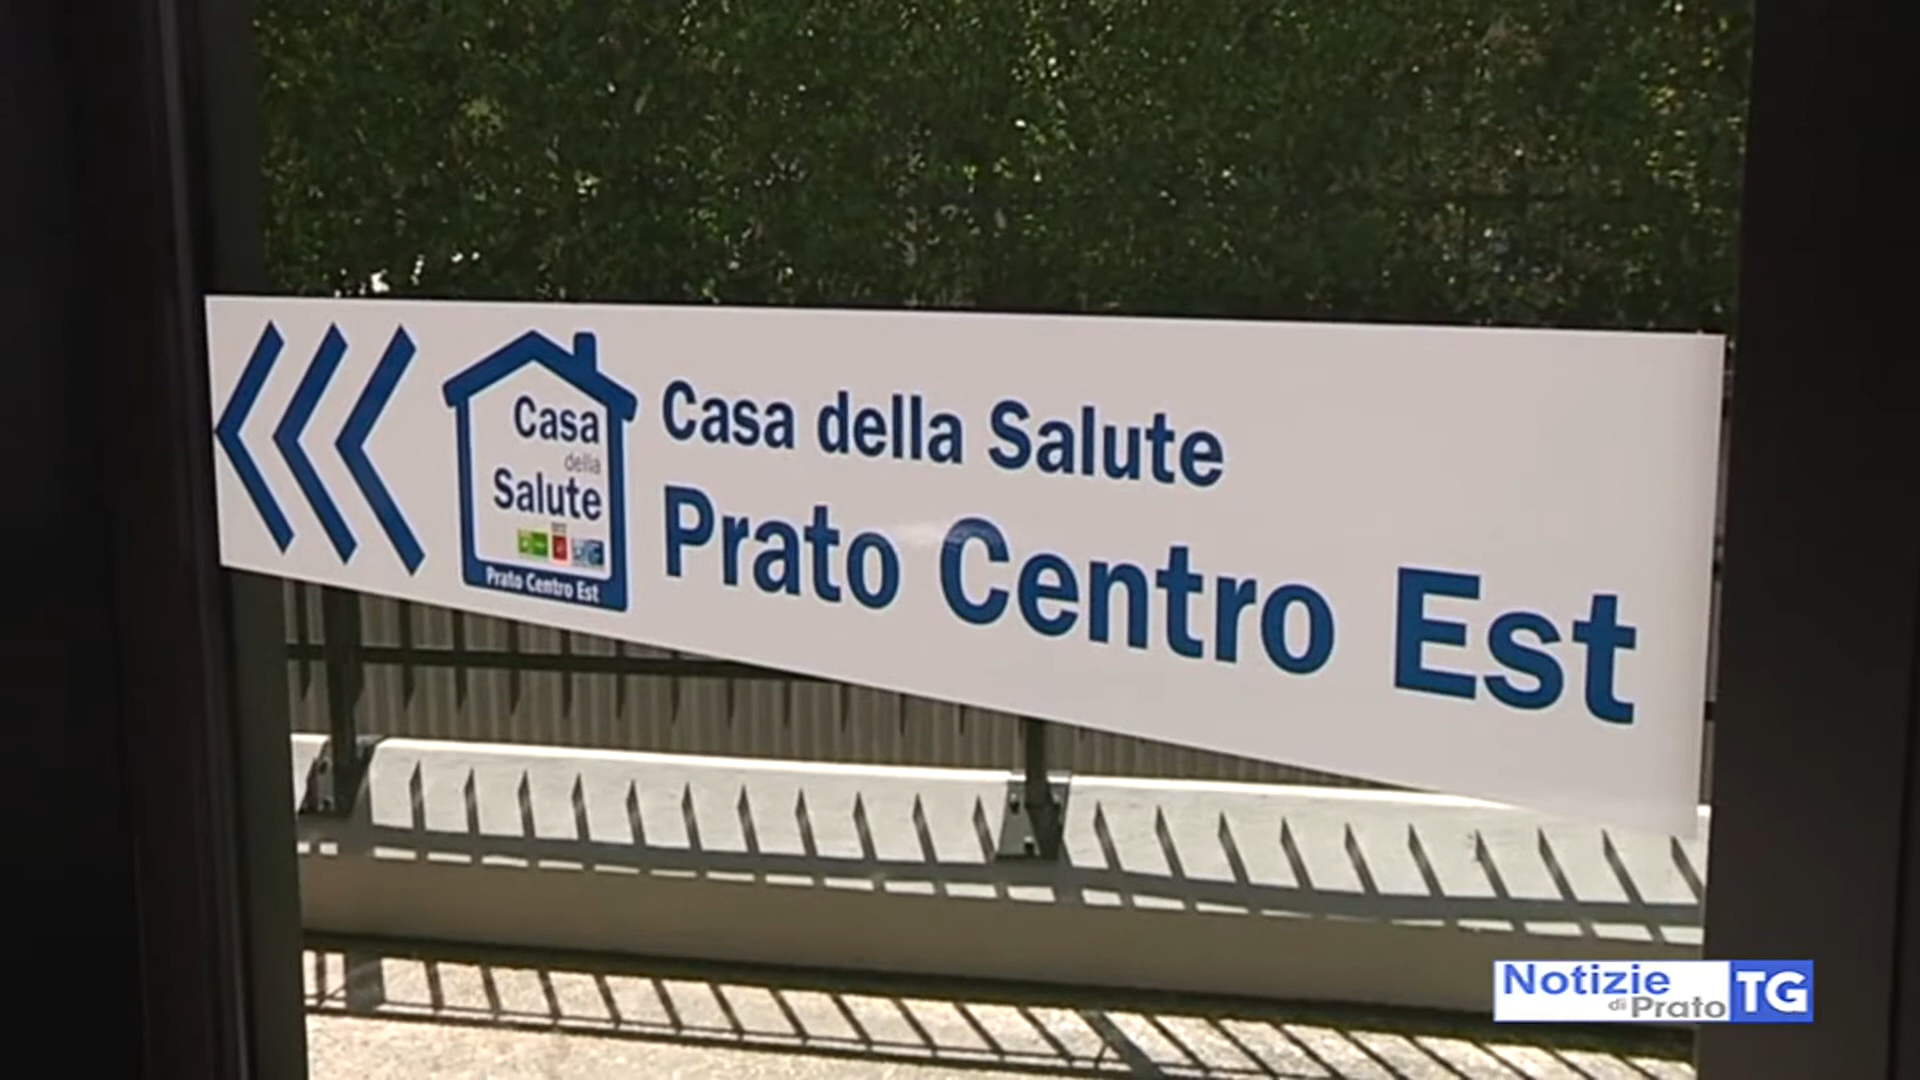 Casa
della
Salute
Prato Centro Est
Casa della Salute
Prato Centro Est
Notizie
di Prato
TG